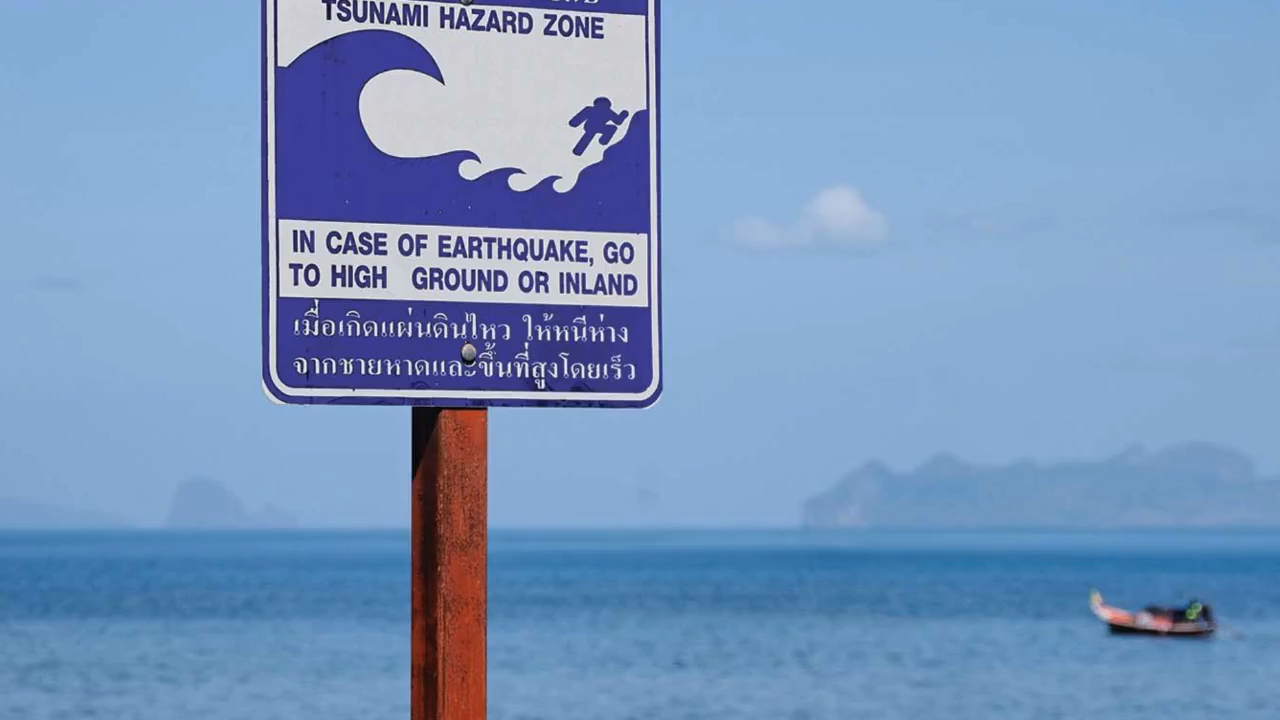 TSUNAMI HAZARD ZONE
IN CASE OF EARTHQUAKE, GO
TO HIGH GROUND OR INLAND
เมื่อเกิดแผ่นดินไหว ให้หนีห่าง
จากชายหาดและขึ้นที่สูงโดยเร็ว